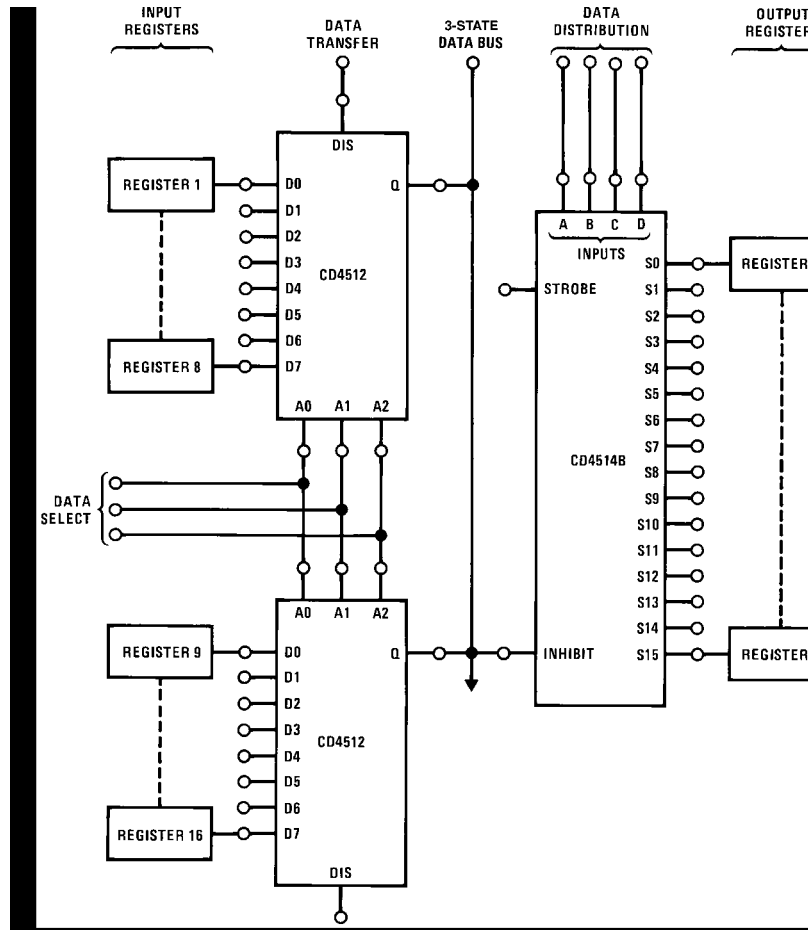 INPUT
REGISTERS
DATA
TRANSFER
3-STATE
DATA BUS
DATA
DISTRIBUTION
OUTPUT
REGISTER
DIS
REGISTER 1
D0
Q
D1
D2
D3
CD4512
D4
D5
D6
REGISTER 8
D7
A0 A1 A2
A B C D
INPUTS
S0
REGISTER
STROBE
S1
S2
S3
S4
S5
S6
S7
CD4514B
S8
S9
S10
S11
S12
S13
S14
INHIBIT
S15
REGISTER
DATA
SELECT
A0 A1 A2
REGISTER 9
D0
Q
D1
D2
D3
CD4512
D4
D5
D6
REGISTER 16
D7
DIS